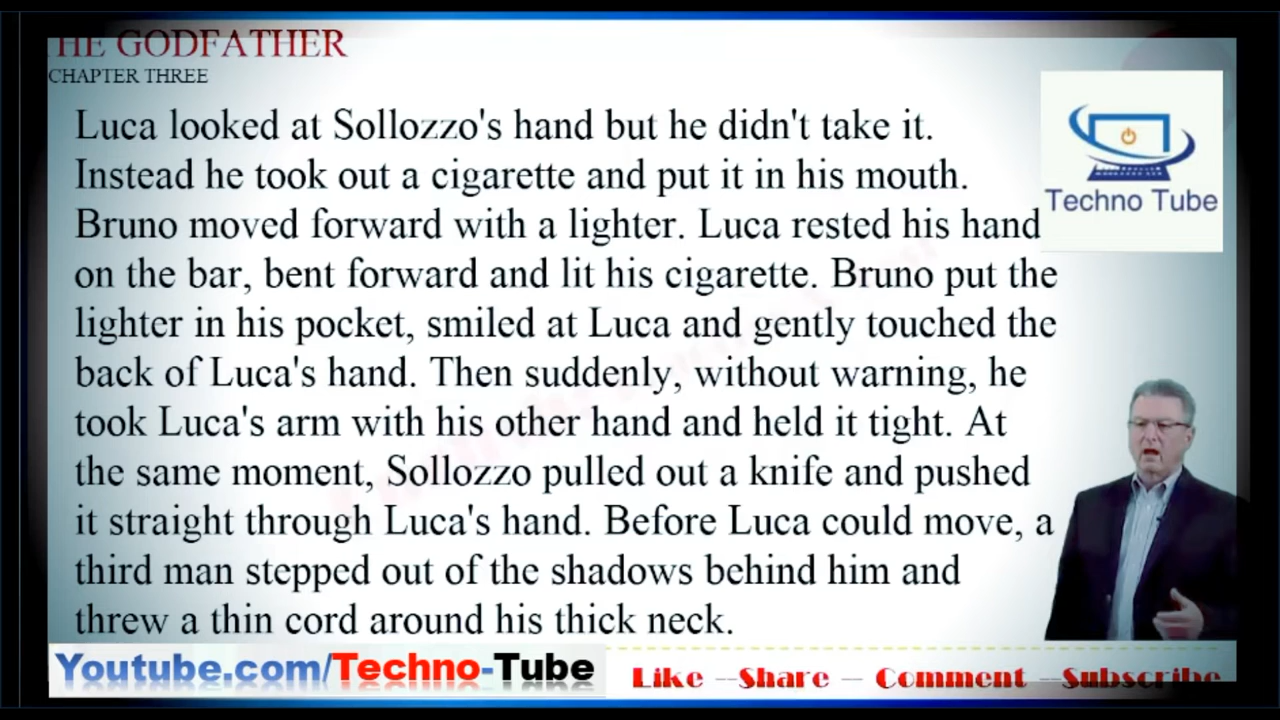 THE GODFATHER
CHAPTER THREE
Luca looked at Sollozzo's hand but he didn't take it.
Instead he took out a cigarette and put it in his mouth.
Bruno moved forward with a lighter. Luca rested his hand
on the bar, bent forward and lit his cigarette. Bruno put the
lighter in his pocket, smiled at Luca and gently touched the
back of Luca's hand. Then suddenly, without warning, he
took Luca's arm with his other hand and held it tight. At
the same moment, Sollozzo pulled out a knife and pushed
it straight through Luca's hand. Before Luca could move, a
third man stepped out of the shadows behind him and
threw a thin cord around his thick neck.
Techno Tube
Youtube.com/Techno-Tube
Like --Share -- Comment --Subscribe